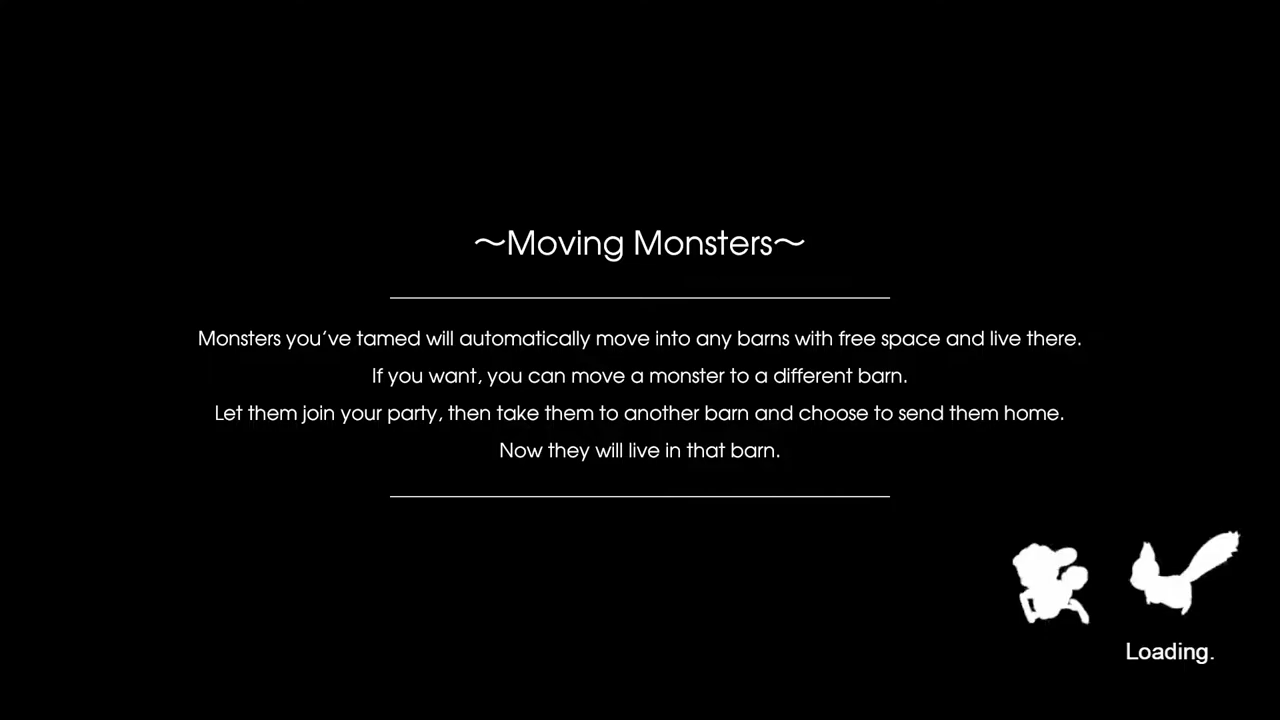 ～Moving Monsters～
Monsters you've tamed will automatically move into any barns with free space and live there.
If you want, you can move a monster to a different barn.
Let them join your party, then take them to another barn and choose to send them home.
Now they will live in that barn.
Loading.